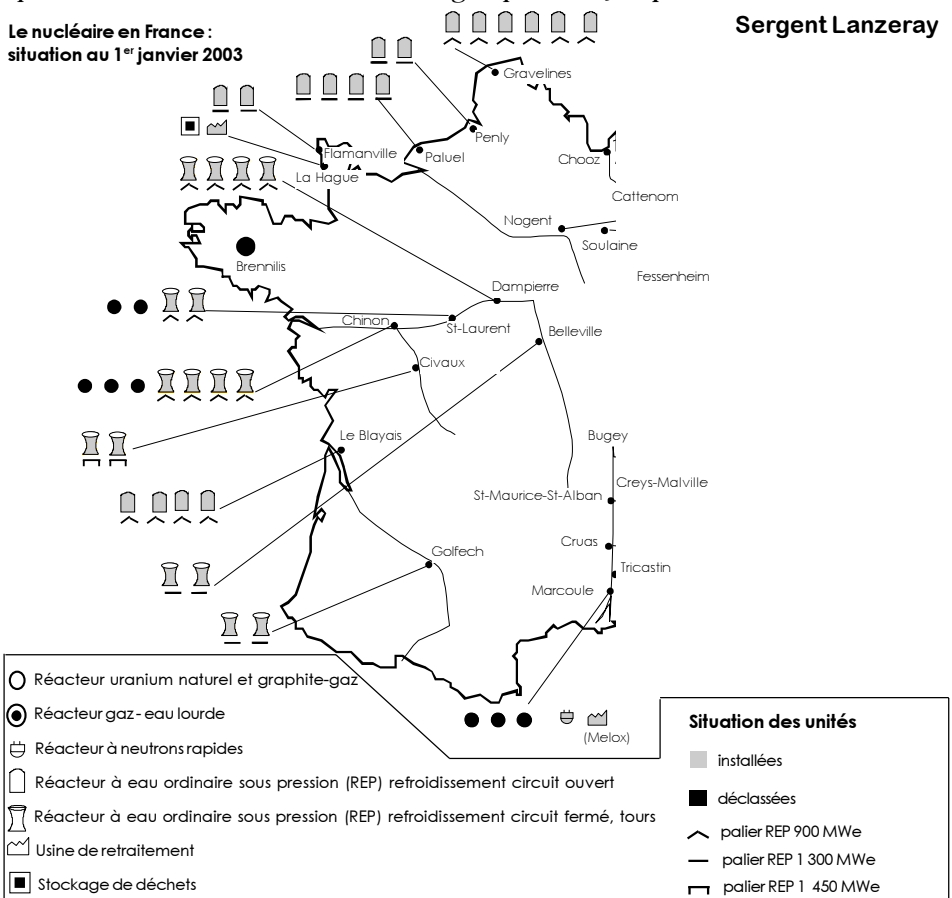 Sergent Lanzeray
Le nucléaire en France :
situation au 1er janvier 2003
Gravelines
Penly
Paluel
Flamanville
La Hague
Chooz
Cattenom
Nogent
Soulaine
Brennilis
Fessenheim
Dampierre
Chinon
St-Laurent
Belleville
Civaux
Le Blayais
Bugey
Creys-Malville
St-Maurice-St-Alban
Cruas
Golfech
Tricastin
Marcoule
(Melox)
Réacteur uranium naturel et graphite-gaz
Réacteur gaz- eau lourde
Réacteur à neutrons rapides
Réacteur à eau ordinaire sous pression (REP) refroidissement circuit ouvert
Réacteur à eau ordinaire sous pression (REP) refroidissement circuit fermé, tours
Usine de retraitement
Stockage de déchets
Situation des unités
installées
déclassées
palier REP 900 MWe
palier REP 1 300 MWe
palier REP 1 450 MWe